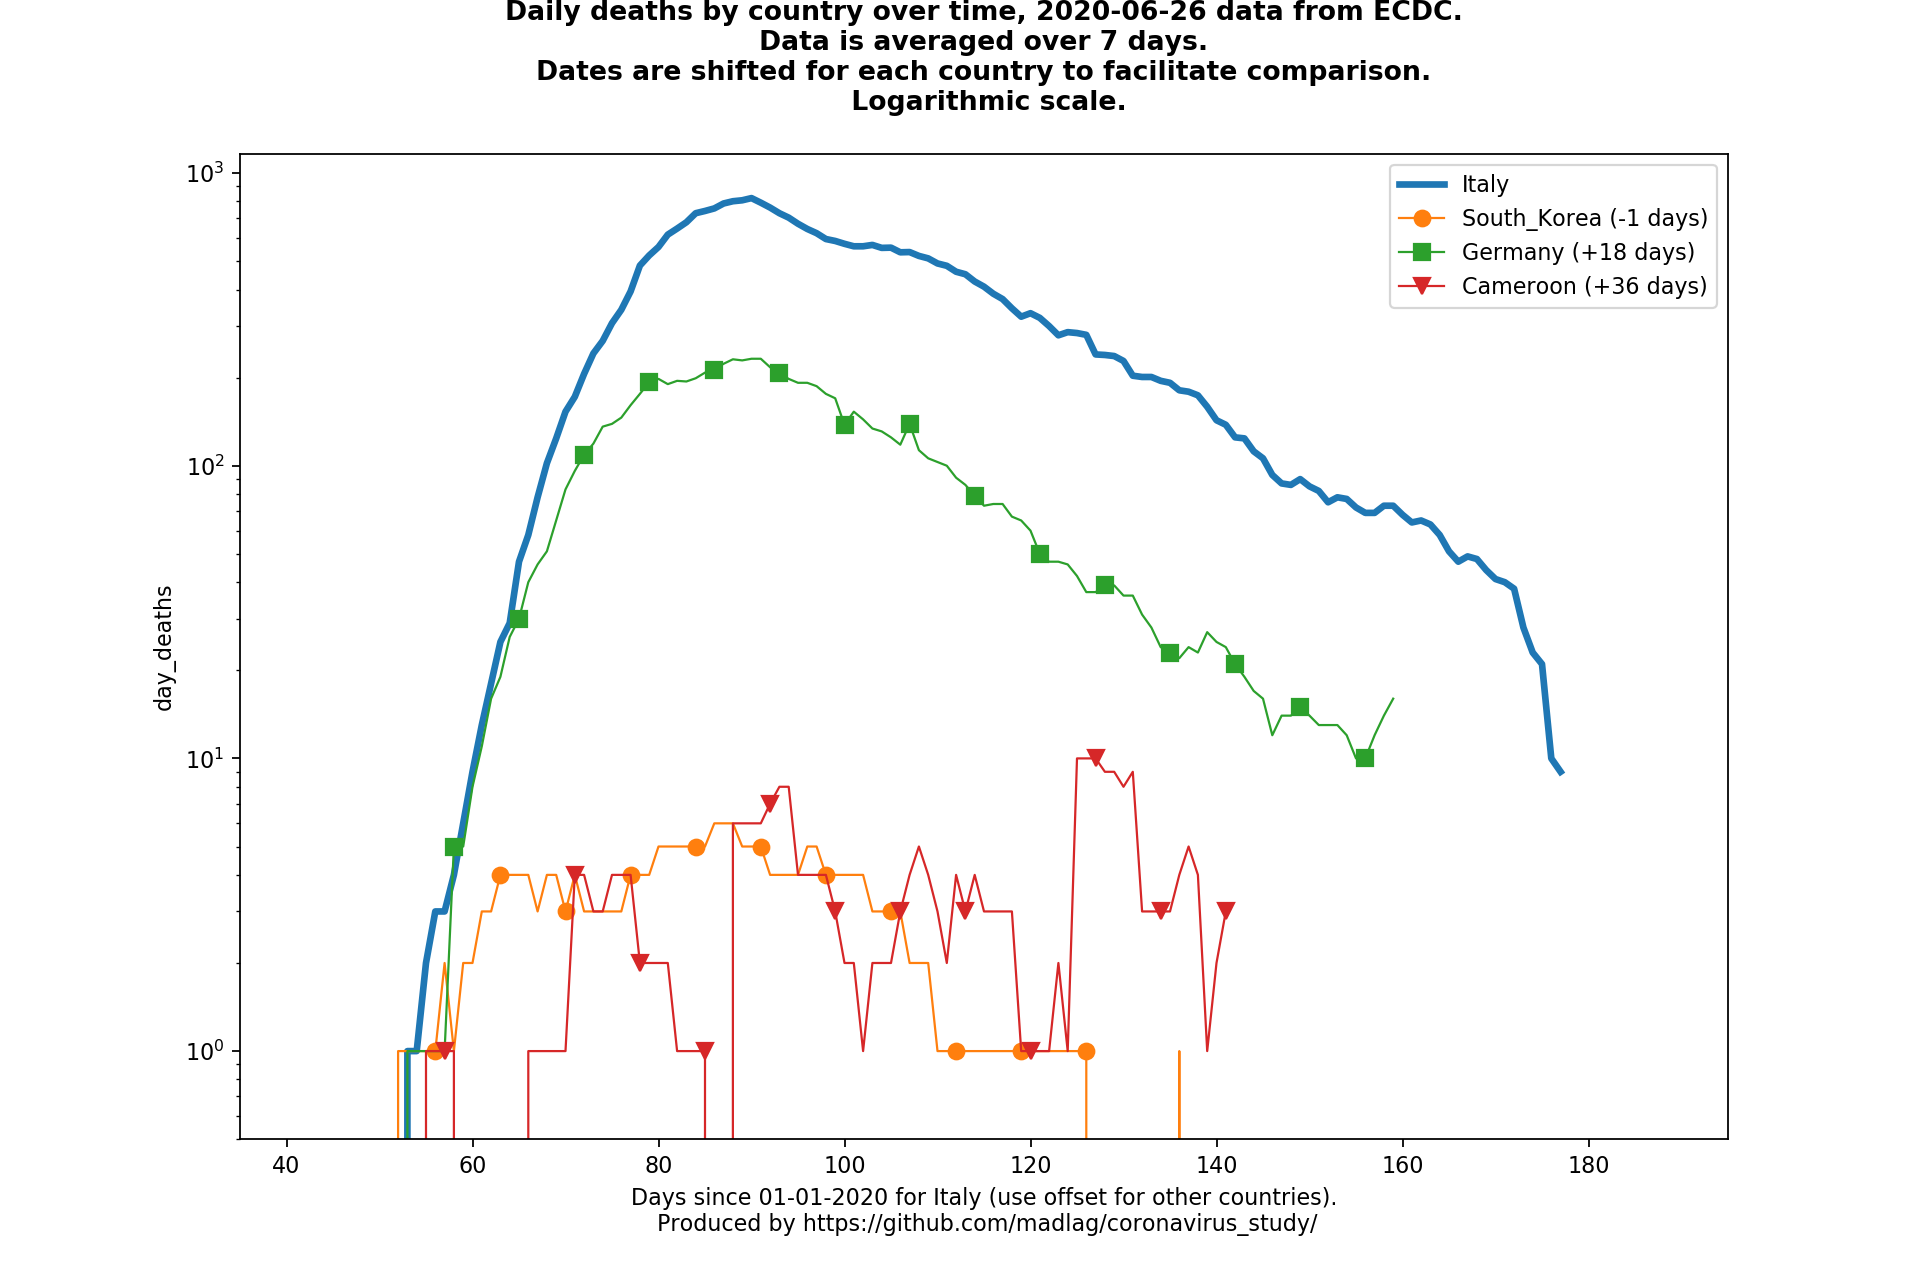 Daily deaths by country over time, 2020-06-26 data from ECDC.
Data is averaged over 7 days.
Dates are shifted for each country to facilitate comparison.
Logarithmic scale.
Italy
South_Korea (-1 days)
Germany (+18 days)
Cameroon (+36 days)
day_deaths
10³
10²
10¹
10⁰
40 60 80 100 120 140 160 180
Days since 01-01-2020 for Italy (use offset for other countries).
Produced by https://github.com/madlag/coronavirus_study/